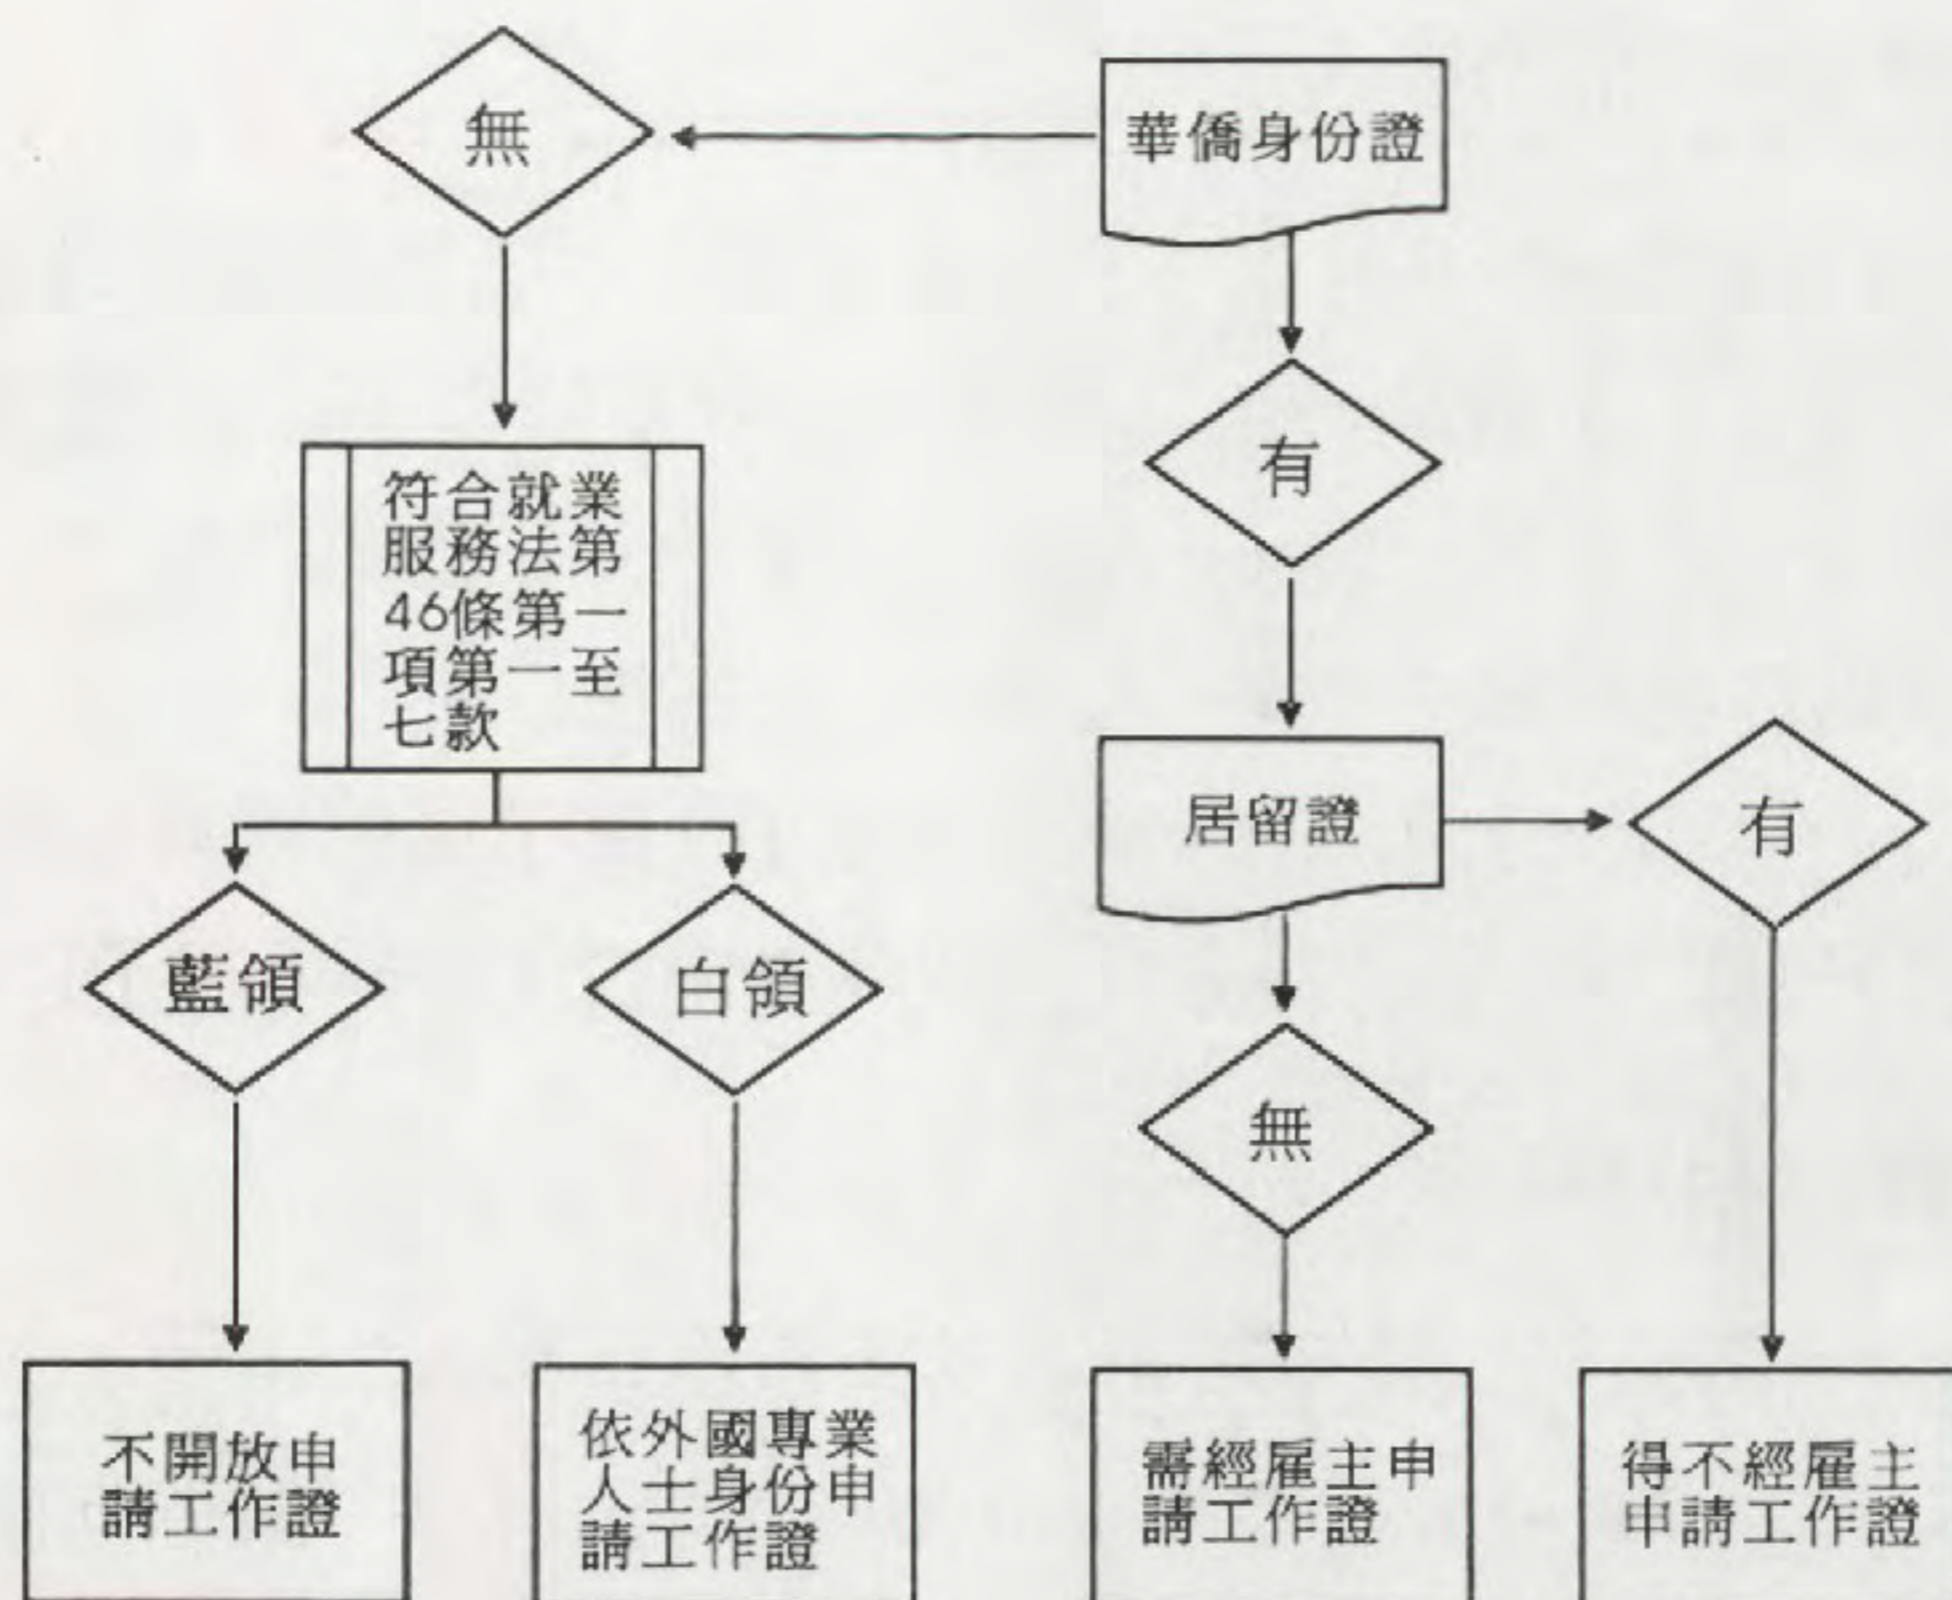 無
華僑身份證
有
符合就業
服務法第
46條第一
項第一至
七款
居留證
有
藍領
白領
無
不開放申
請工作證
依外國專業
人士身份申
請工作證
需經雇主申
請工作證
得不經雇主
申請工作證